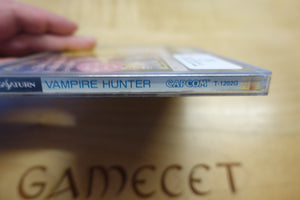 SATURN VAMPIRE HUNTER CAPCOM T-1202G
GAMECET